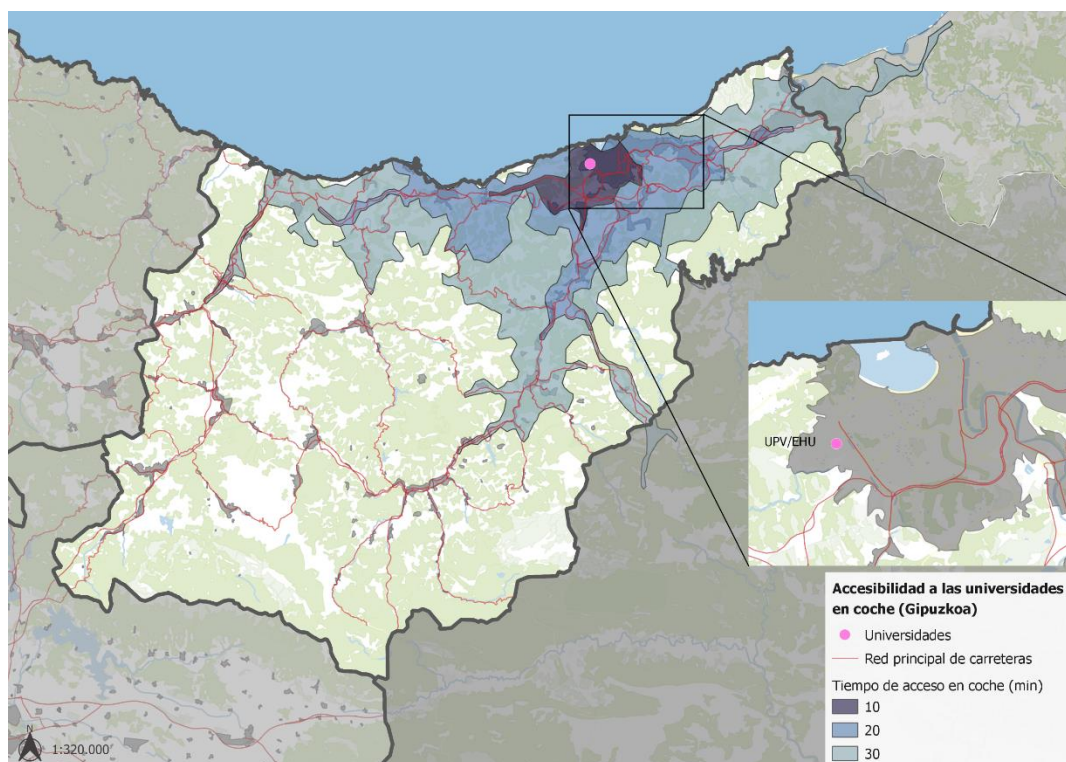 UPV/EHU
Accesibilidad a las universidades
en coche (Gipuzkoa)
Universidades
Red principal de carreteras
Tiempo de acceso en coche (min)
10
20
30
N
1:320.000